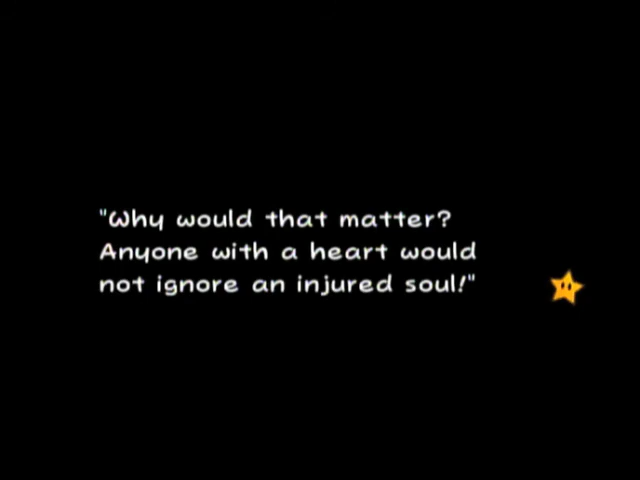 "Why would that matter?
Anyone with a heart would
not ignore an injured soul!"